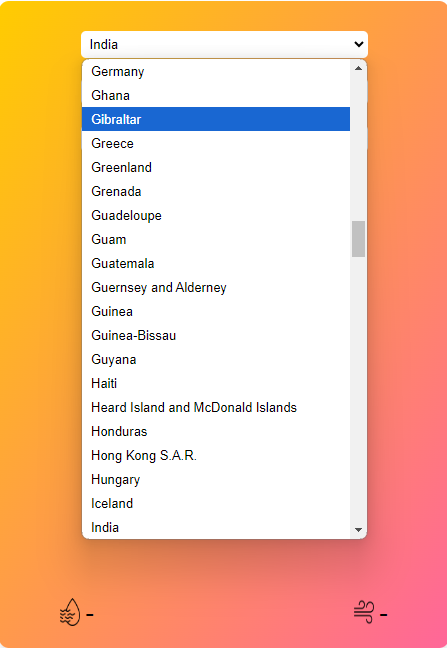 India
Germany
Ghana
Gibraltar
Greece
Greenland
Grenada
Guadeloupe
Guam
Guatemala
Guernsey and Alderney
Guinea
Guinea-Bissau
Guyana
Haiti
Heard Island and McDonald Islands
Honduras
Hong Kong S.A.R.
Hungary
Iceland
India
- -